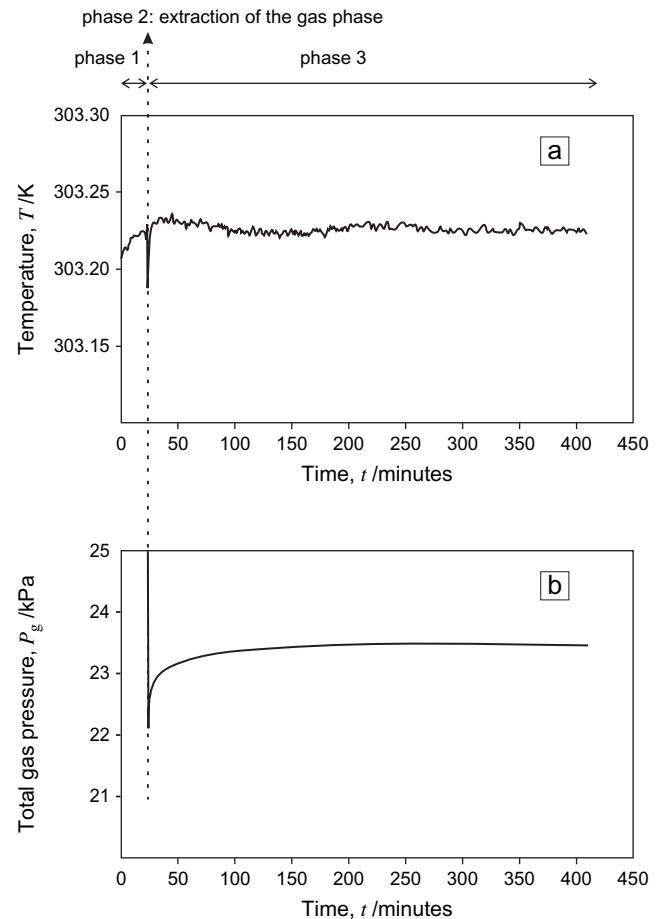 phase 2: extraction of the gas phase
phase 1
phase 3
303.30
303.25
303.20
303.15
Temperature, T /K
a
0 50 100 150 200 250 300 350 400 450
Time, t /minutes
25
24
23
22
21
Total gas pressure, Pg /kPa
b
0 50 100 150 200 250 300 350 400 450
Time, t /minutes